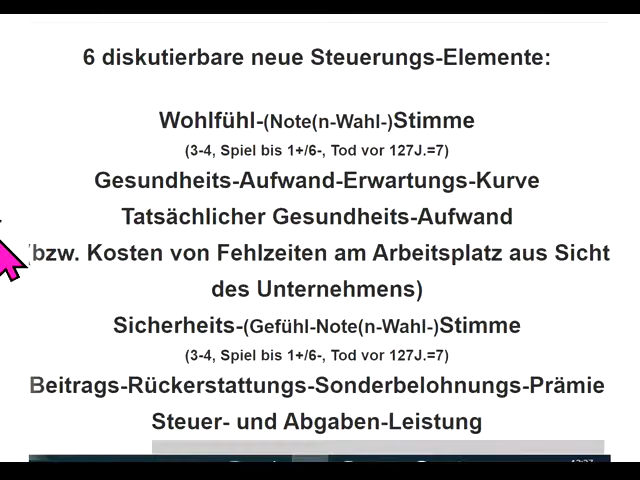 6 diskutierbare neue Steuerungs-Elemente:
Wohlfühl-(Note(n-Wahl-)Stimme
(3-4, Spiel bis 1+/6-, Tod vor 127J.=7)
Gesundheits-Aufwand-Erwartungs-Kurve
Tatsächlicher Gesundheits-Aufwand
(bzw. Kosten von Fehlzeiten am Arbeitsplatz aus Sicht
des Unternehmens)
Sicherheits-(Gefühl-Note(n-Wahl-)Stimme
(3-4, Spiel bis 1+/6-, Tod vor 127J.=7)
Beitrags-Rückerstattungs-Sonderbelohnungs-Prämie
Steuer- und Abgaben-Leistung